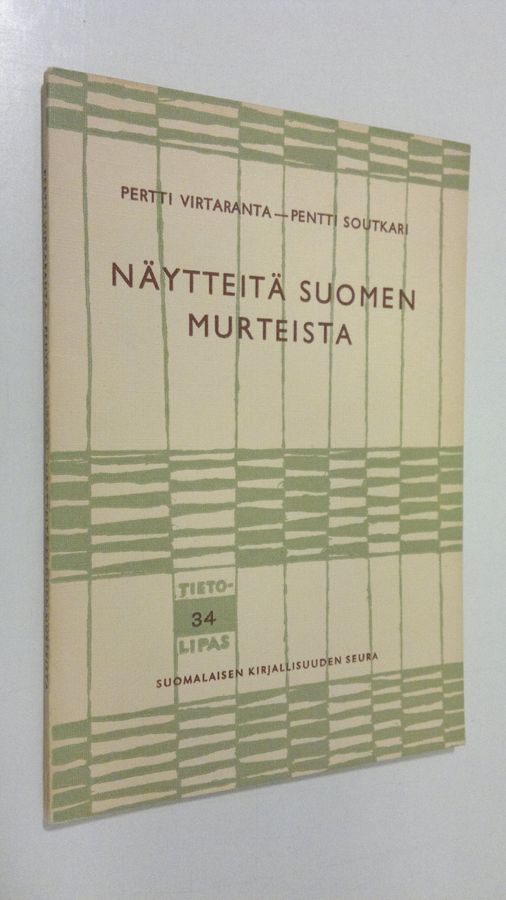 PERTTI VIRTARANTA—PENTTI SOUTKARI
NÄYTTEITÄ SUOMEN
MURTEISTA
TIETO-
34
LIPAS
SUOMALAISEN KIRJALLISUUDEN SEURA